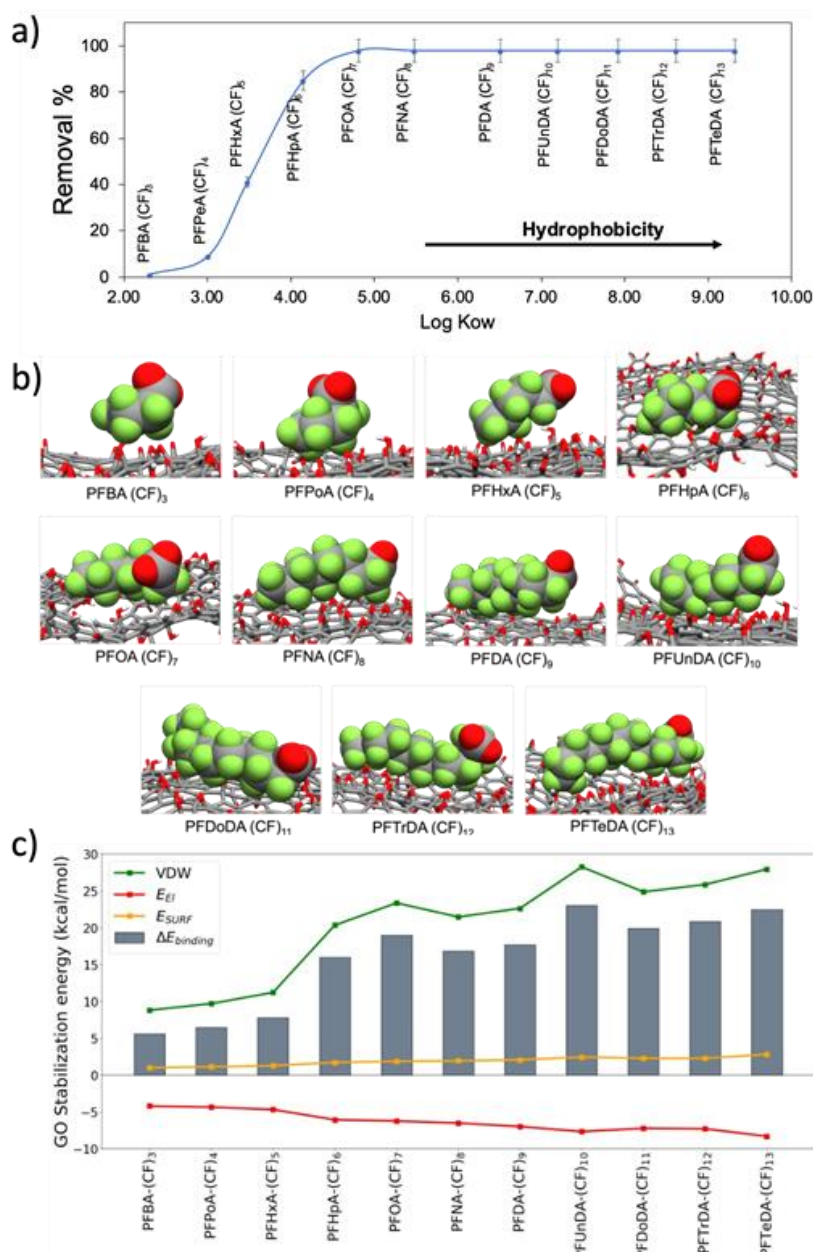 a)
Removal %
100
80
60
40
20
0
PFBA (CF)3
PFPeA (CF)4
PFHxA (CF)5
PFHpA (CF)6
PFOA (CF)7
PFNA (CF)8
PFDA (CF)9
PFUnDA (CF)10
PFDoDA (CF)11
PFTrDA (CF)12
PFTeDA (CF)13
Hydrophobicity
2.00 3.00 4.00 5.00 6.00 7.00 8.00 9.00 10.00
Log Kow
b)
PFBA (CF)3
PFPoA (CF)4
PFHxA (CF)5
PFHpA (CF)6
PFOA (CF)7
PFNA (CF)8
PFDA (CF)9
PFUnDA (CF)10
PFDoDA (CF)11
PFTrDA (CF)12
PFTeDA (CF)13
c)
GO Stabilization energy (kcal/mol)
30
25
20
15
10
5
0
−5
−10
VDW
E_El
E_SURF
ΔE_binding
PFBA-(CF)3
PFPoA-(CF)4
PFHxA-(CF)5
PFHpA-(CF)6
PFOA-(CF)7
PFNA-(CF)8
PFDA-(CF)9
PFUnDA-(CF)10
PFDoDA-(CF)11
PFTrDA-(CF)12
PFTeDA-(CF)13